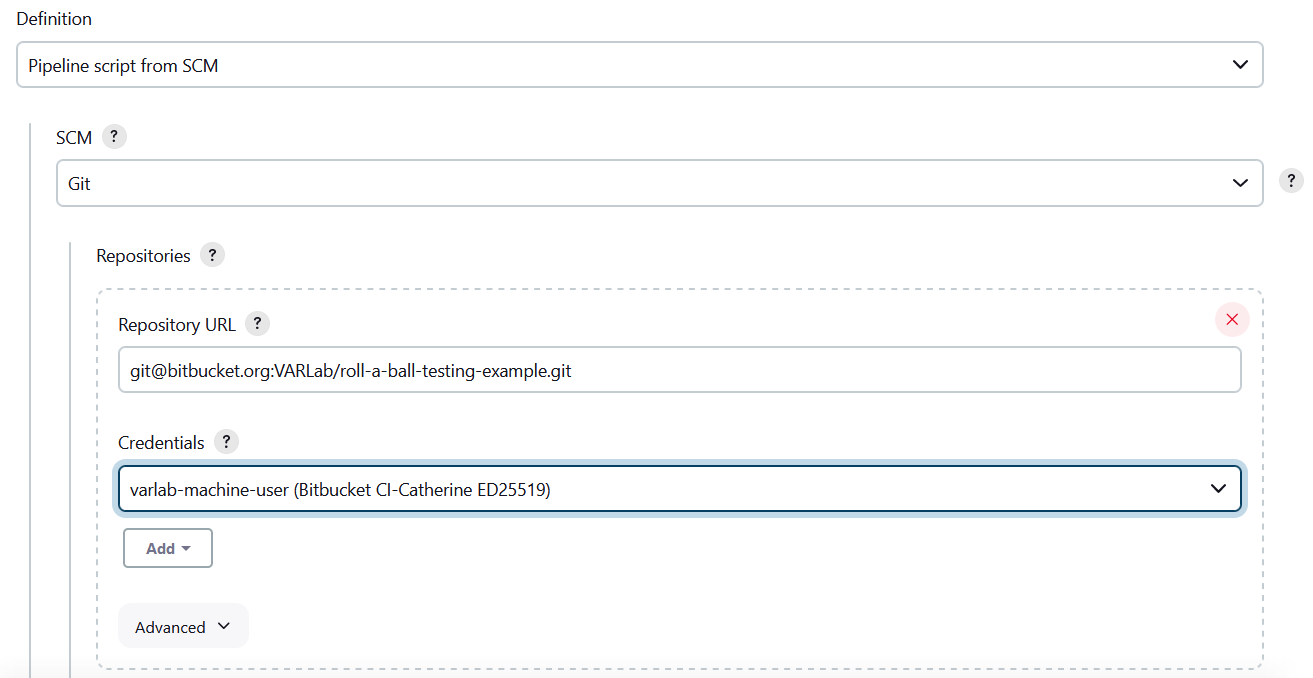 Definition
Pipeline script from SCM
SCM ?
Git
?
Repositories ?
Repository URL ?
git@bitbucket.org:VARLab/roll-a-ball-testing-example.git
Credentials ?
varlab-machine-user (Bitbucket CI-Catherine ED25519)
Add
Advanced